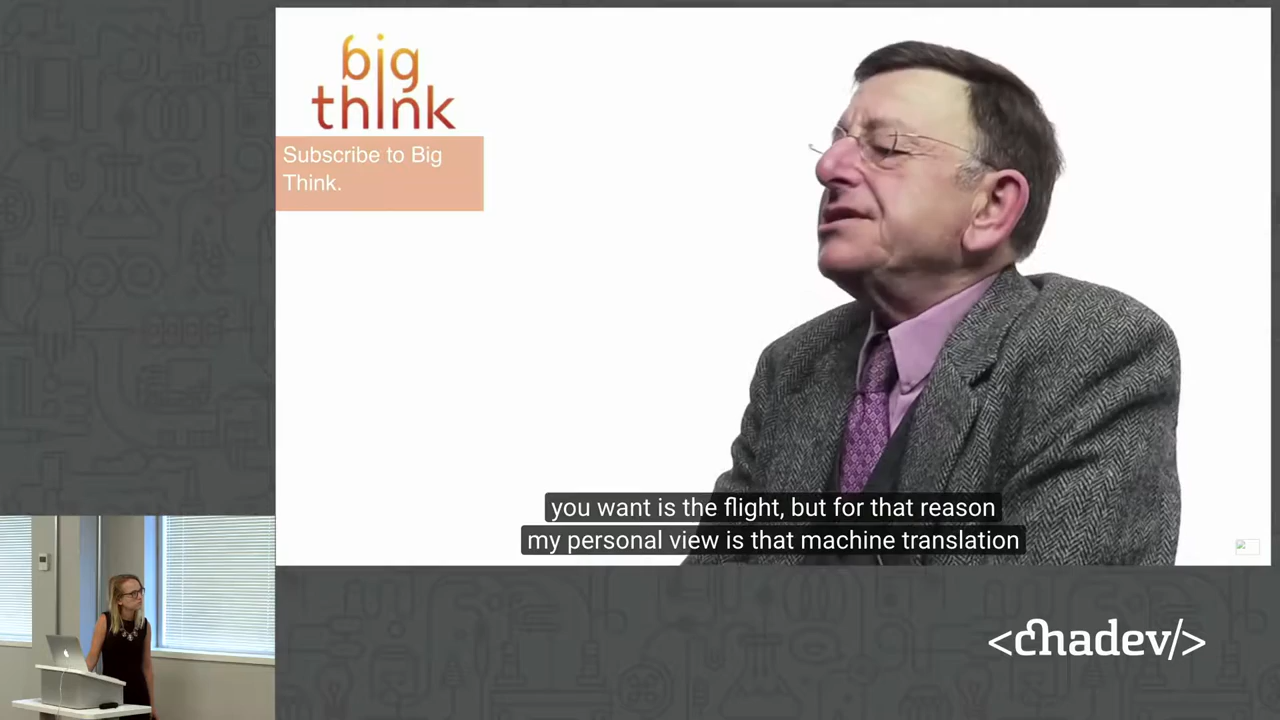 big
think
Subscribe to Big
Think.
you want is the flight, but for that reason
my personal view is that machine translation
<chadev/>